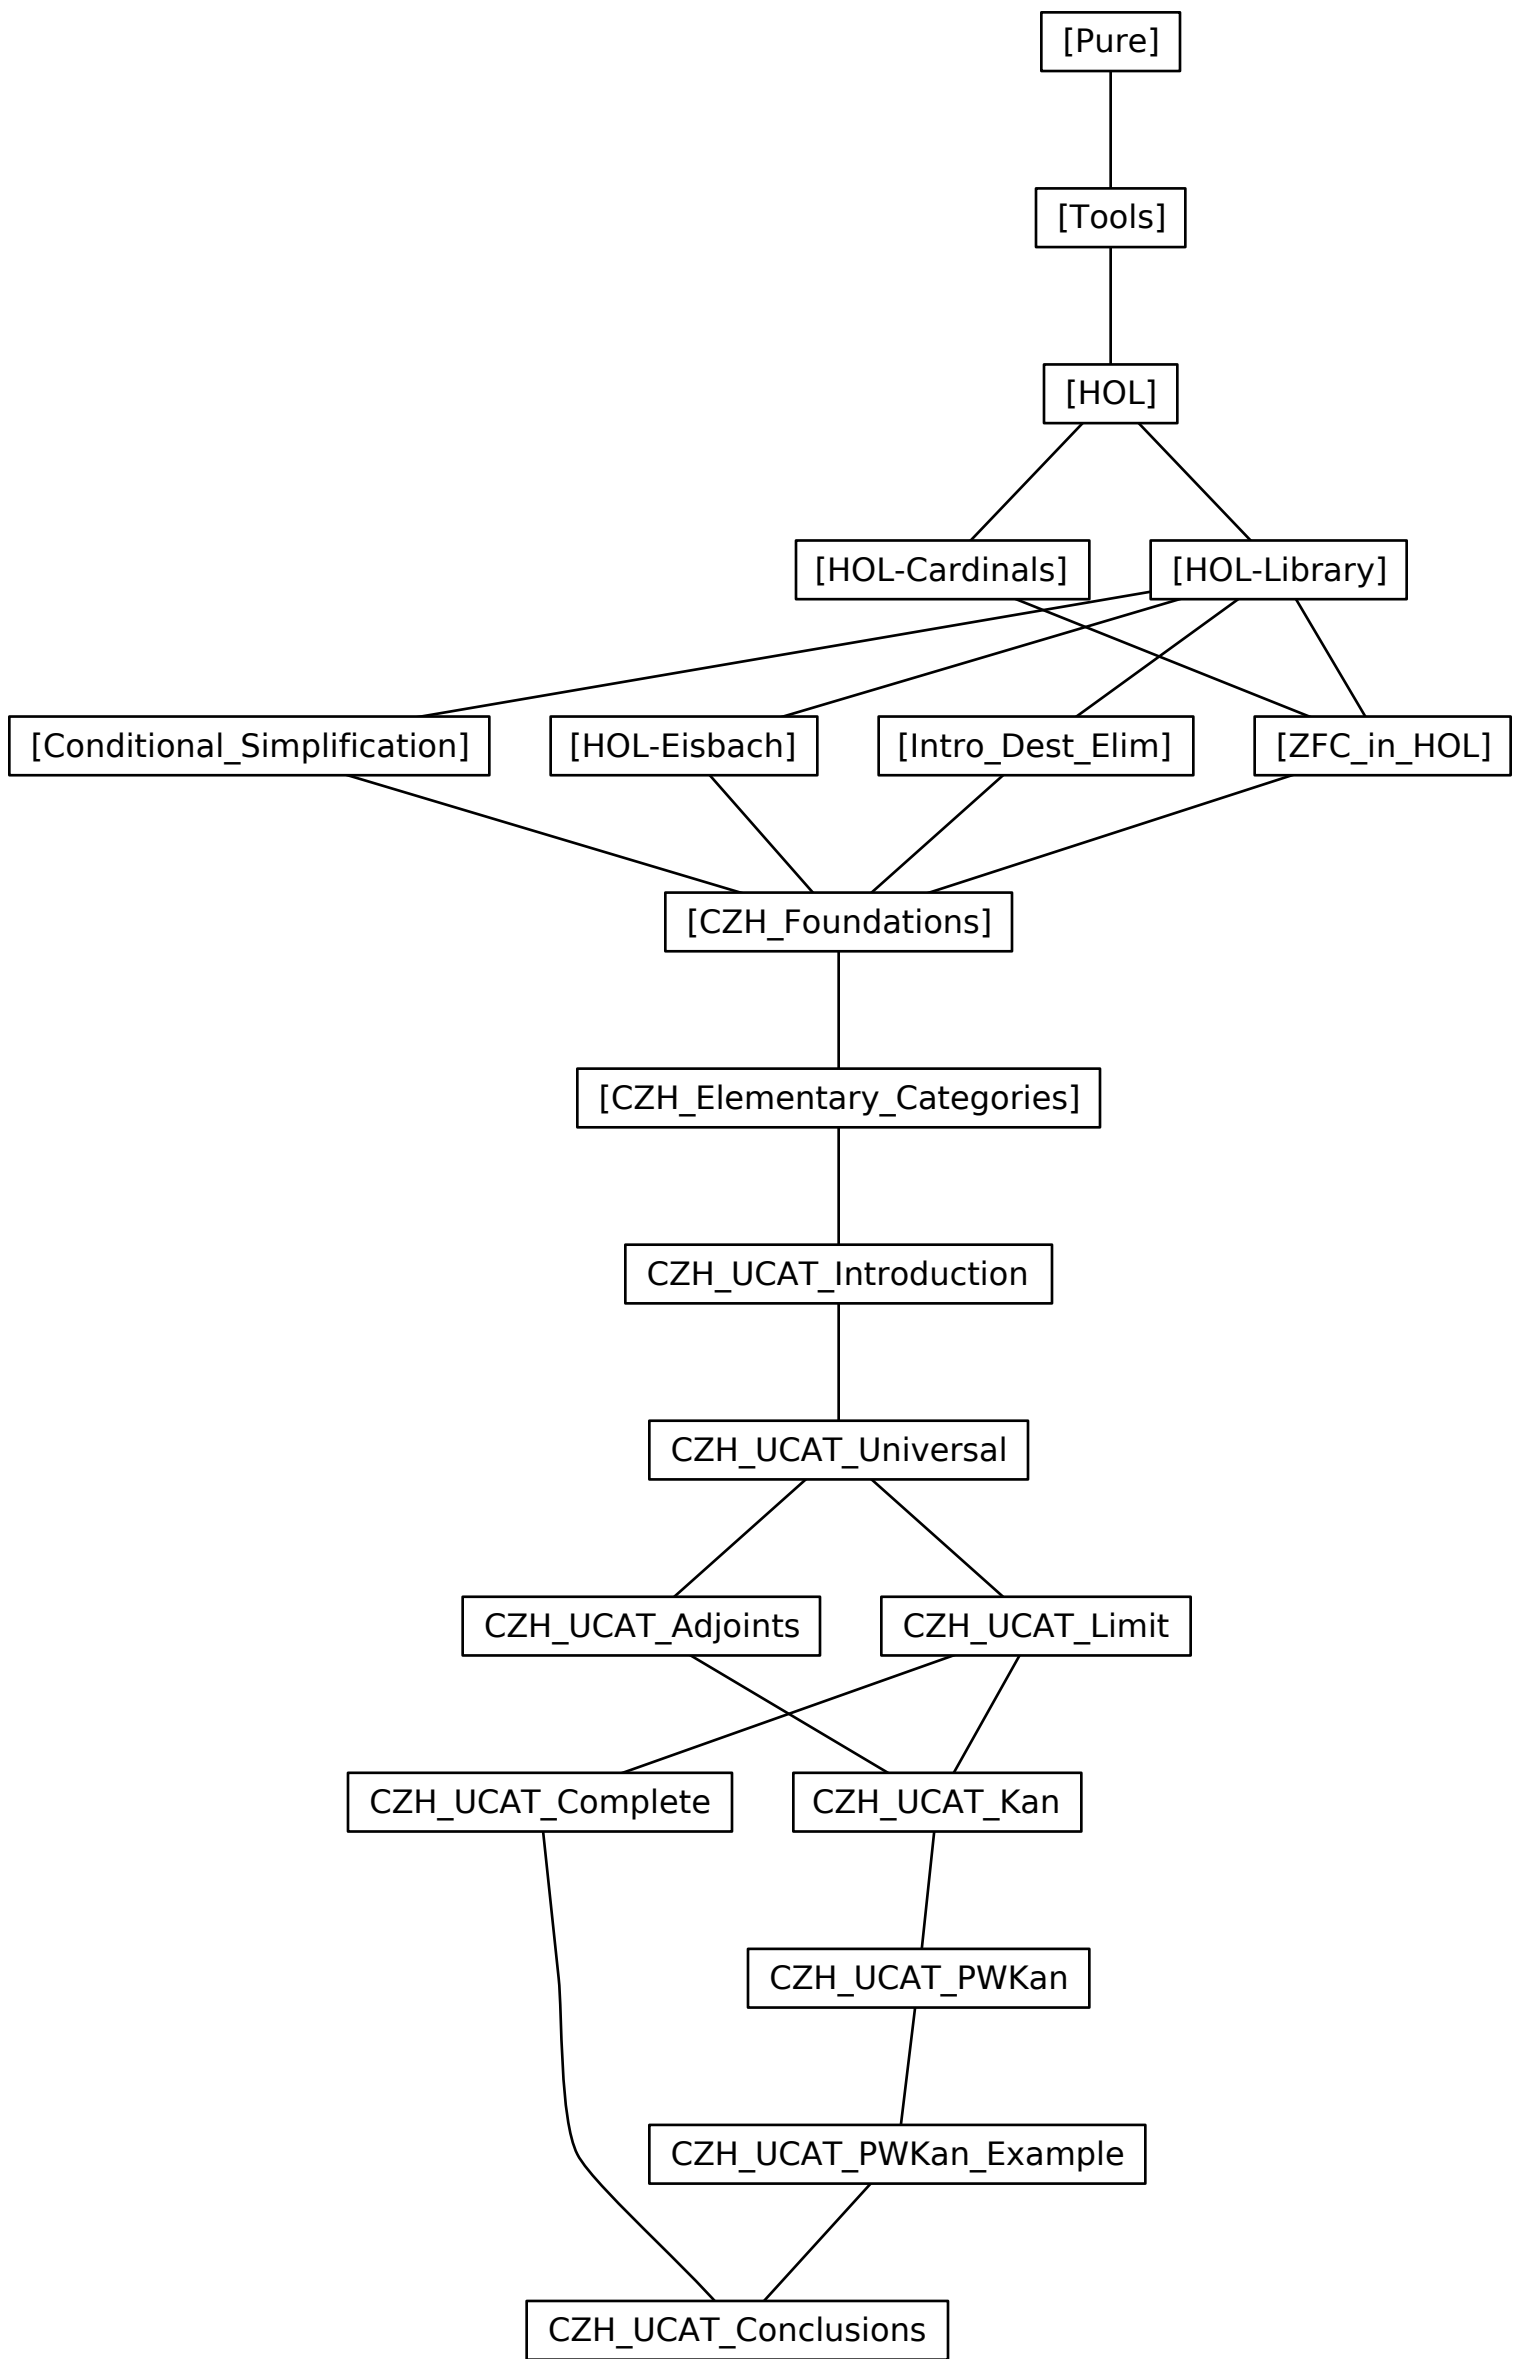 [Pure]
[Tools]
[HOL]
[HOL-Cardinals]
[HOL-Library]
[Conditional_Simplification]
[HOL-Eisbach]
[Intro_Dest_Elim]
[ZFC_in_HOL]
[CZH_Foundations]
[CZH_Elementary_Categories]
CZH_UCAT_Introduction
CZH_UCAT_Universal
CZH_UCAT_Adjoints
CZH_UCAT_Limit
CZH_UCAT_Complete
CZH_UCAT_Kan
CZH_UCAT_PWKan
CZH_UCAT_PWKan_Example
CZH_UCAT_Conclusions